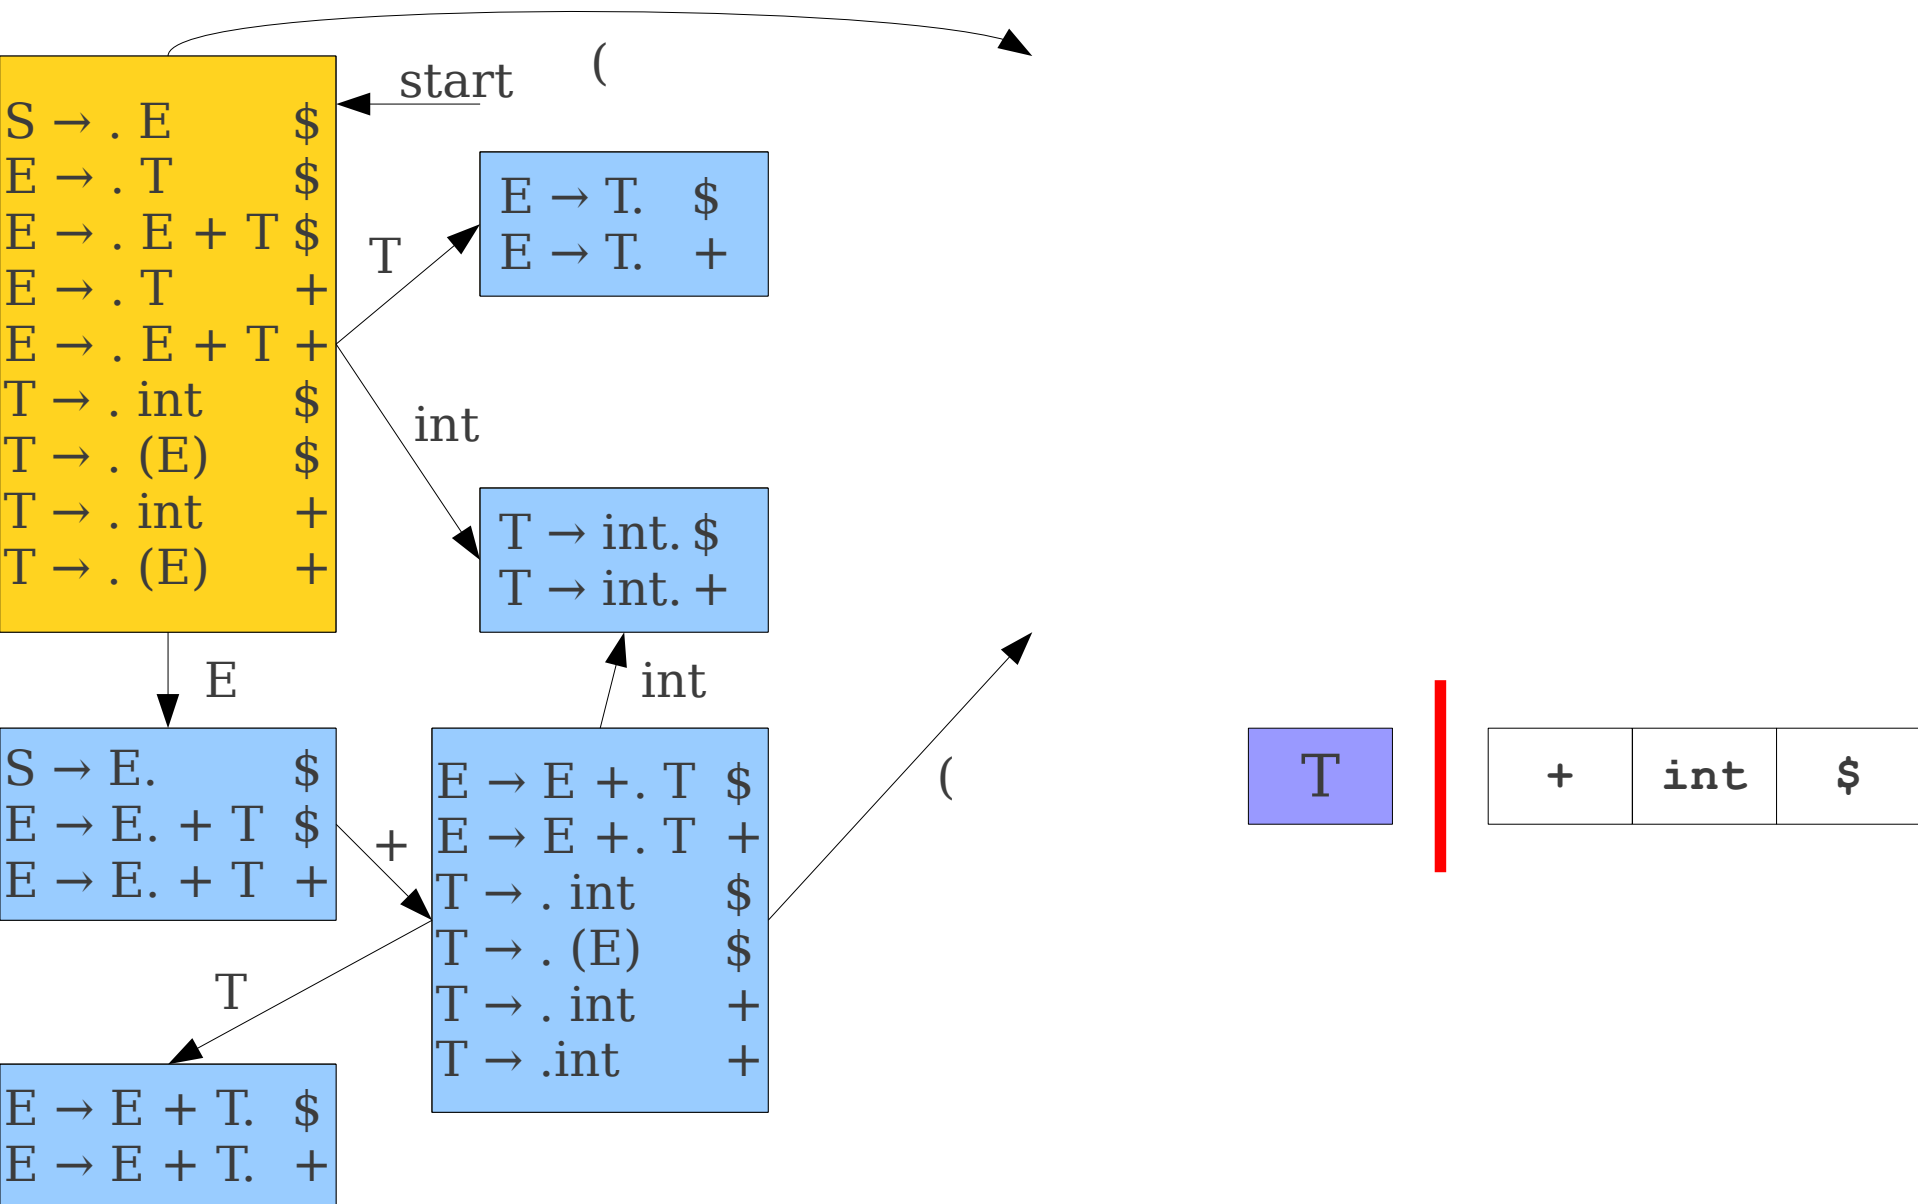 (
start
S → . E $
E → . T $
E → . E + T $
E → . T +
E → . E + T +
T → . int $
T → . (E) $
T → . int +
T → . (E) +
E → T. $
E → T. +
T
int
T → int. $
T → int. +
E
int
S → E. $
E → E. + T $
E → E. + T +
+
E → E +. T $
E → E +. T +
T → . int $
T → . (E) $
T → . int +
T → .int +
(
T
+ int $
T
E → E + T. $
E → E + T. +